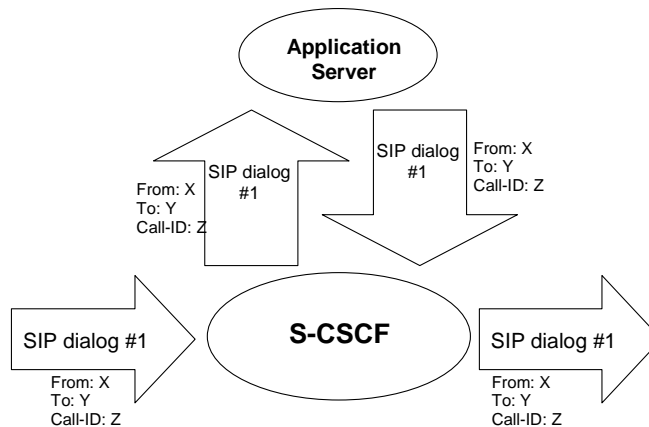 Application
Server
SIP dialog
#1
From: X
To: Y
Call-ID: Z
SIP dialog
#1
From: X
To: Y
Call-ID: Z
S-CSCF
SIP dialog #1
From: X
To: Y
Call-ID: Z
SIP dialog #1
From: X
To: Y
Call-ID: Z